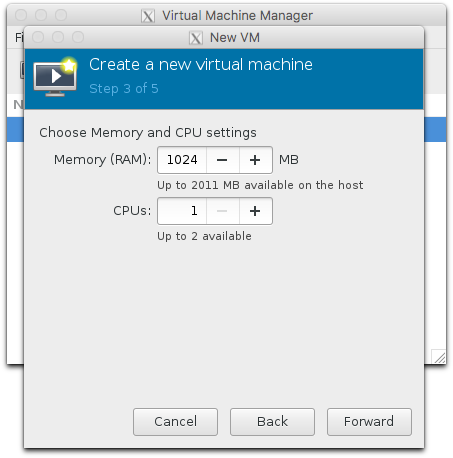 Virtual Machine Manager
Fi
New VM
Create a new virtual machine
Step 3 of 5
N
Choose Memory and CPU settings
Memory (RAM): 1024 − + MB
Up to 2011 MB available on the host
CPUs: 1 − +
Up to 2 available
Cancel Back Forward